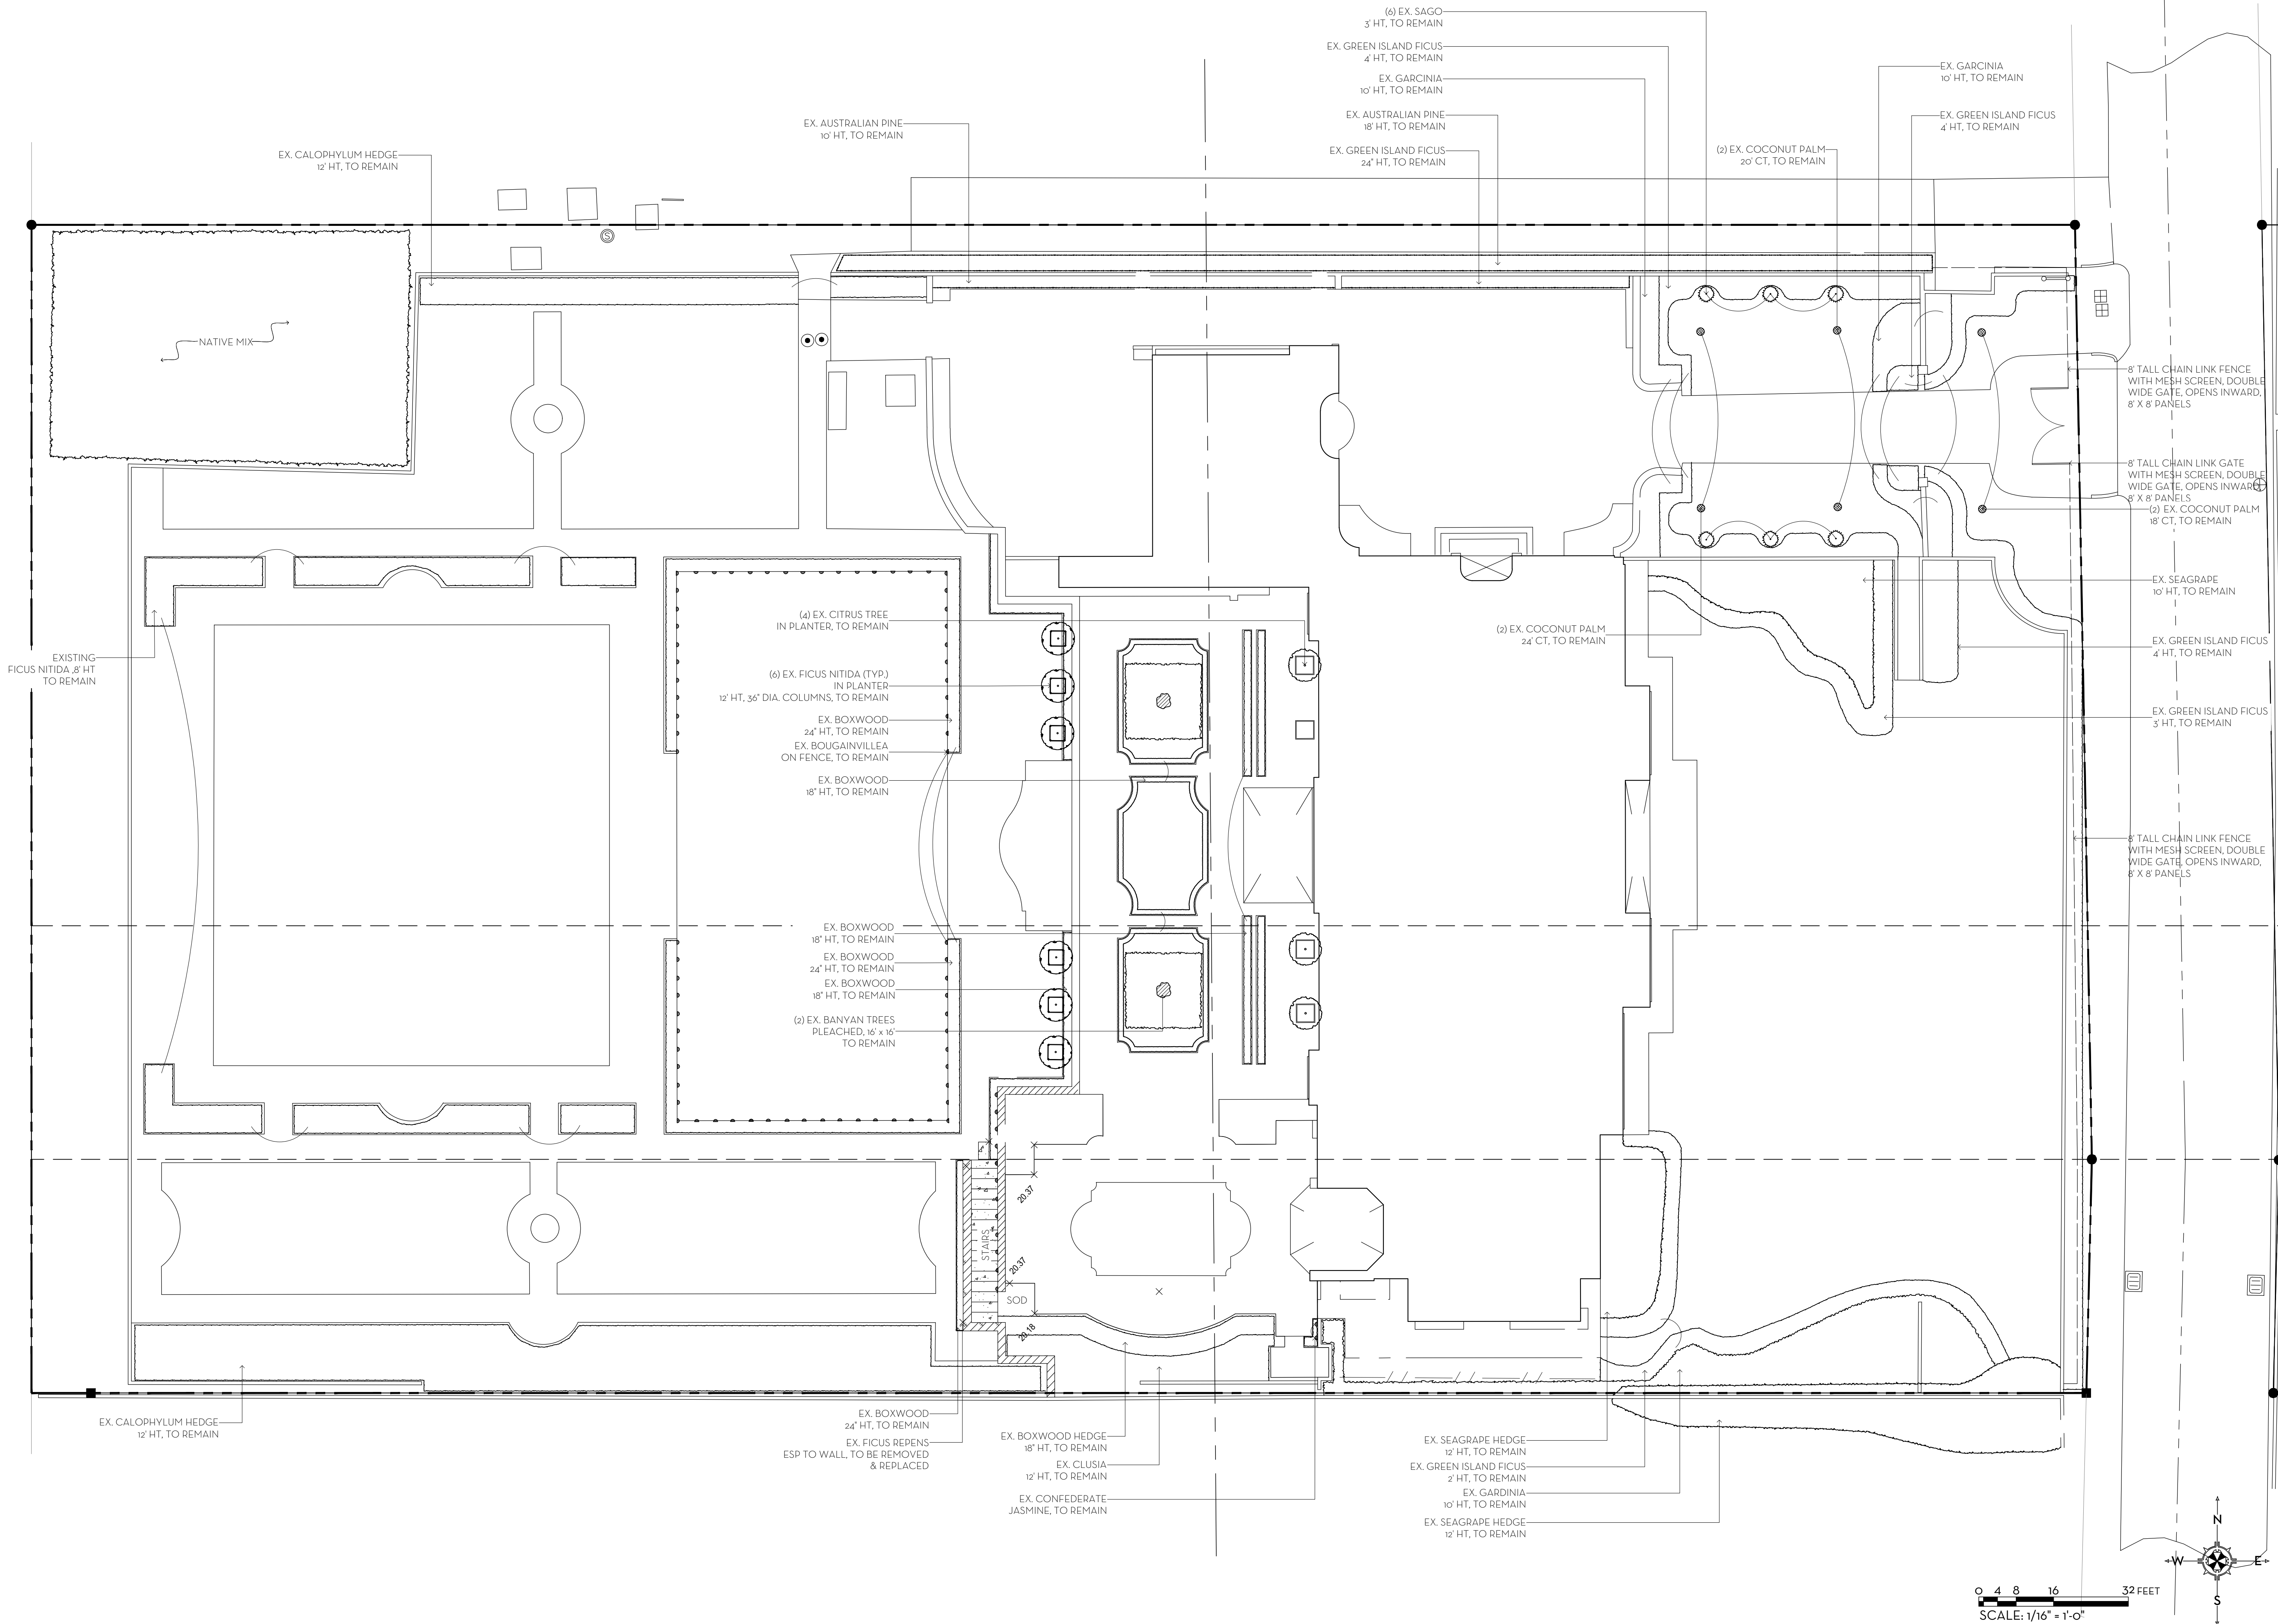 (6) EX. SAGO
3' HT, TO REMAIN
EX. GREEN ISLAND FICUS
4' HT, TO REMAIN
EX. GARCINIA
10' HT, TO REMAIN
EX. AUSTRALIAN PINE
18' HT, TO REMAIN
EX. GREEN ISLAND FICUS
24" HT, TO REMAIN
EX. GARCINIA
10' HT, TO REMAIN
EX. GREEN ISLAND FICUS
4' HT, TO REMAIN
(2) EX. COCONUT PALM
20' CT, TO REMAIN
EX. AUSTRALIAN PINE
10' HT, TO REMAIN
EX. CALOPHYLUM HEDGE
12' HT, TO REMAIN
S
NATIVE MIX
8' TALL CHAIN LINK FENCE
WITH MESH SCREEN, DOUBLE
WIDE GATE, OPENS INWARD,
8' X 8' PANELS
8' TALL CHAIN LINK GATE
WITH MESH SCREEN, DOUBLE
WIDE GATE, OPENS INWARD,
8' X 8' PANELS
(2) EX. COCONUT PALM
18' CT, TO REMAIN
EX. SEAGRAPE
10' HT, TO REMAIN
EX. GREEN ISLAND FICUS
4' HT, TO REMAIN
EX. GREEN ISLAND FICUS
3' HT, TO REMAIN
8' TALL CHAIN LINK FENCE
WITH MESH SCREEN, DOUBLE
WIDE GATE, OPENS INWARD,
8' X 8' PANELS
(2) EX. COCONUT PALM
24' CT, TO REMAIN
EXISTING
FICUS NITIDA ,8' HT
TO REMAIN
(4) EX. CITRUS TREE
IN PLANTER, TO REMAIN
(6) EX. FICUS NITIDA (TYP.)
IN PLANTER
12' HT, 36" DIA. COLUMNS, TO REMAIN
EX. BOXWOOD
24" HT, TO REMAIN
EX. BOUGAINVILLEA
ON FENCE, TO REMAIN
EX. BOXWOOD
18" HT, TO REMAIN
EX. BOXWOOD
18" HT, TO REMAIN
EX. BOXWOOD
24" HT, TO REMAIN
EX. BOXWOOD
18" HT, TO REMAIN
(2) EX. BANYAN TREES
PLEACHED, 16' x 16'
TO REMAIN
20.37
STAIRS
20.37
SOD
20.18
EX. CALOPHYLUM HEDGE
12' HT, TO REMAIN
EX. BOXWOOD
24" HT, TO REMAIN
EX. FICUS REPENS
ESP TO WALL, TO BE REMOVED
& REPLACED
EX. BOXWOOD HEDGE
18" HT, TO REMAIN
EX. CLUSIA
12' HT, TO REMAIN
EX. CONFEDERATE
JASMINE, TO REMAIN
EX. SEAGRAPE HEDGE
12' HT, TO REMAIN
EX. GREEN ISLAND FICUS
2' HT, TO REMAIN
EX. GARDINIA
10' HT, TO REMAIN
EX. SEAGRAPE HEDGE
12' HT, TO REMAIN
N
W E
S
0 4 8 16 32 FEET
SCALE: 1/16" = 1'-0"